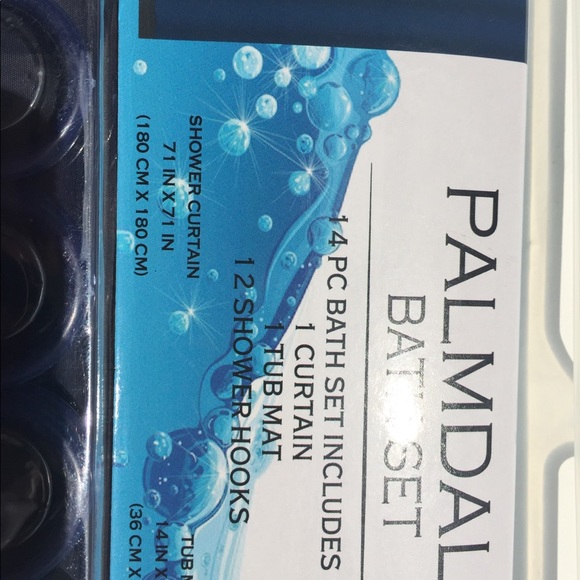 PALMDAL
BATH SET
14 PC BATH SET INCLUDES
1 CURTAIN
1 TUB MAT
12 SHOWER HOOKS
SHOWER CURTAIN
71 IN X 71 IN
(180 CM X 180 CM)
TUB
14 IN X
(36 CM X